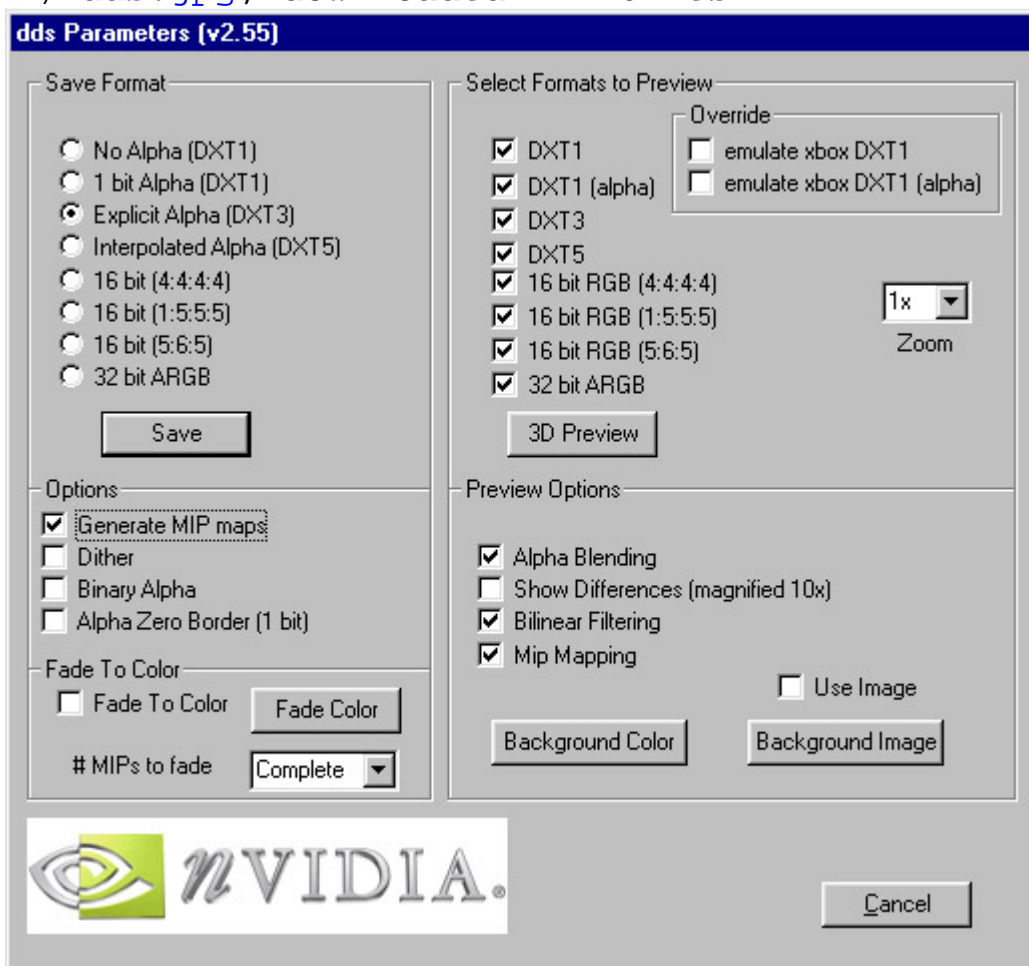 dds Parameters (v2.55)
Save Format
No Alpha (DXT1)
1 bit Alpha (DXT1)
Explicit Alpha (DXT3)
Interpolated Alpha (DXT5)
16 bit (4:4:4:4)
16 bit (1:5:5:5)
16 bit (5:6:5)
32 bit ARGB
Save
Select Formats to Preview
DXT1
DXT1 (alpha)
DXT3
DXT5
16 bit RGB (4:4:4:4)
16 bit RGB (1:5:5:5)
16 bit RGB (5:6:5)
32 bit ARGB
3D Preview
Override
emulate xbox DXT1
emulate xbox DXT1 (alpha)
1x
Zoom
Options
Generate MIP maps
Dither
Binary Alpha
Alpha Zero Border (1 bit)
Fade To Color
Fade To Color
Fade Color
# MIPs to fade
Complete
Preview Options
Alpha Blending
Show Differences (magnified 10x)
Bilinear Filtering
Mip Mapping
Use Image
Background Color
Background Image
nVIDIA.
Cancel